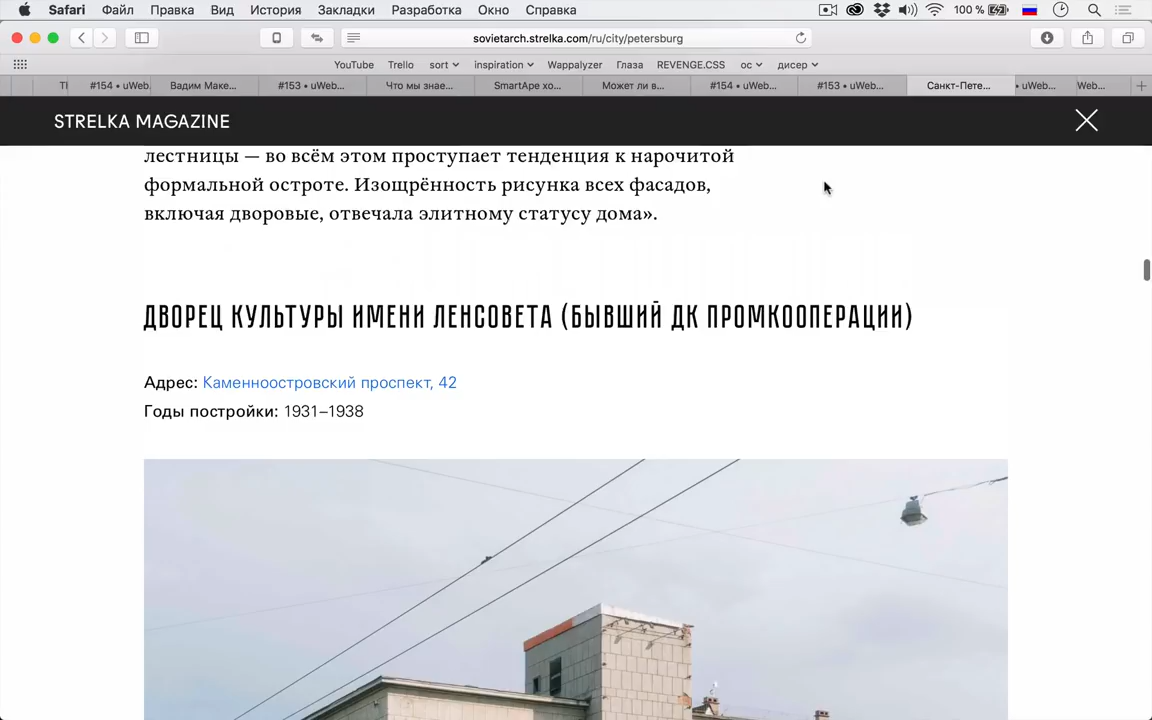 Safari Файл Правка Вид История Закладки Разработка Окно Справка 100 %
sovietarch.strelka.com/ru/city/petersburg
YouTube Trello sort inspiration Wappalyzer Глаза REVENGE.CSS ос дисер
#154 • uWeb. Вадим Маке... #153 • uWeb... Что мы знае... SmartApe хо... Может ли в... #154 • uWeb... #153 • uWeb... Санкт-Пете... • uWeb... Web...
STRELKA MAGAZINE
лестницы — во всём этом проступает тенденция к нарочитой
формальной остроте. Изощрённость рисунка всех фасадов,
включая дворовые, отвечала элитному статусу дома».
ДВОРЕЦ КУЛЬТУРЫ ИМЕНИ ЛЕНСОВЕТА (БЫВШИЙ ДК ПРОМКООПЕРАЦИИ)
Адрес: Каменноостровский проспект, 42
Годы постройки: 1931–1938